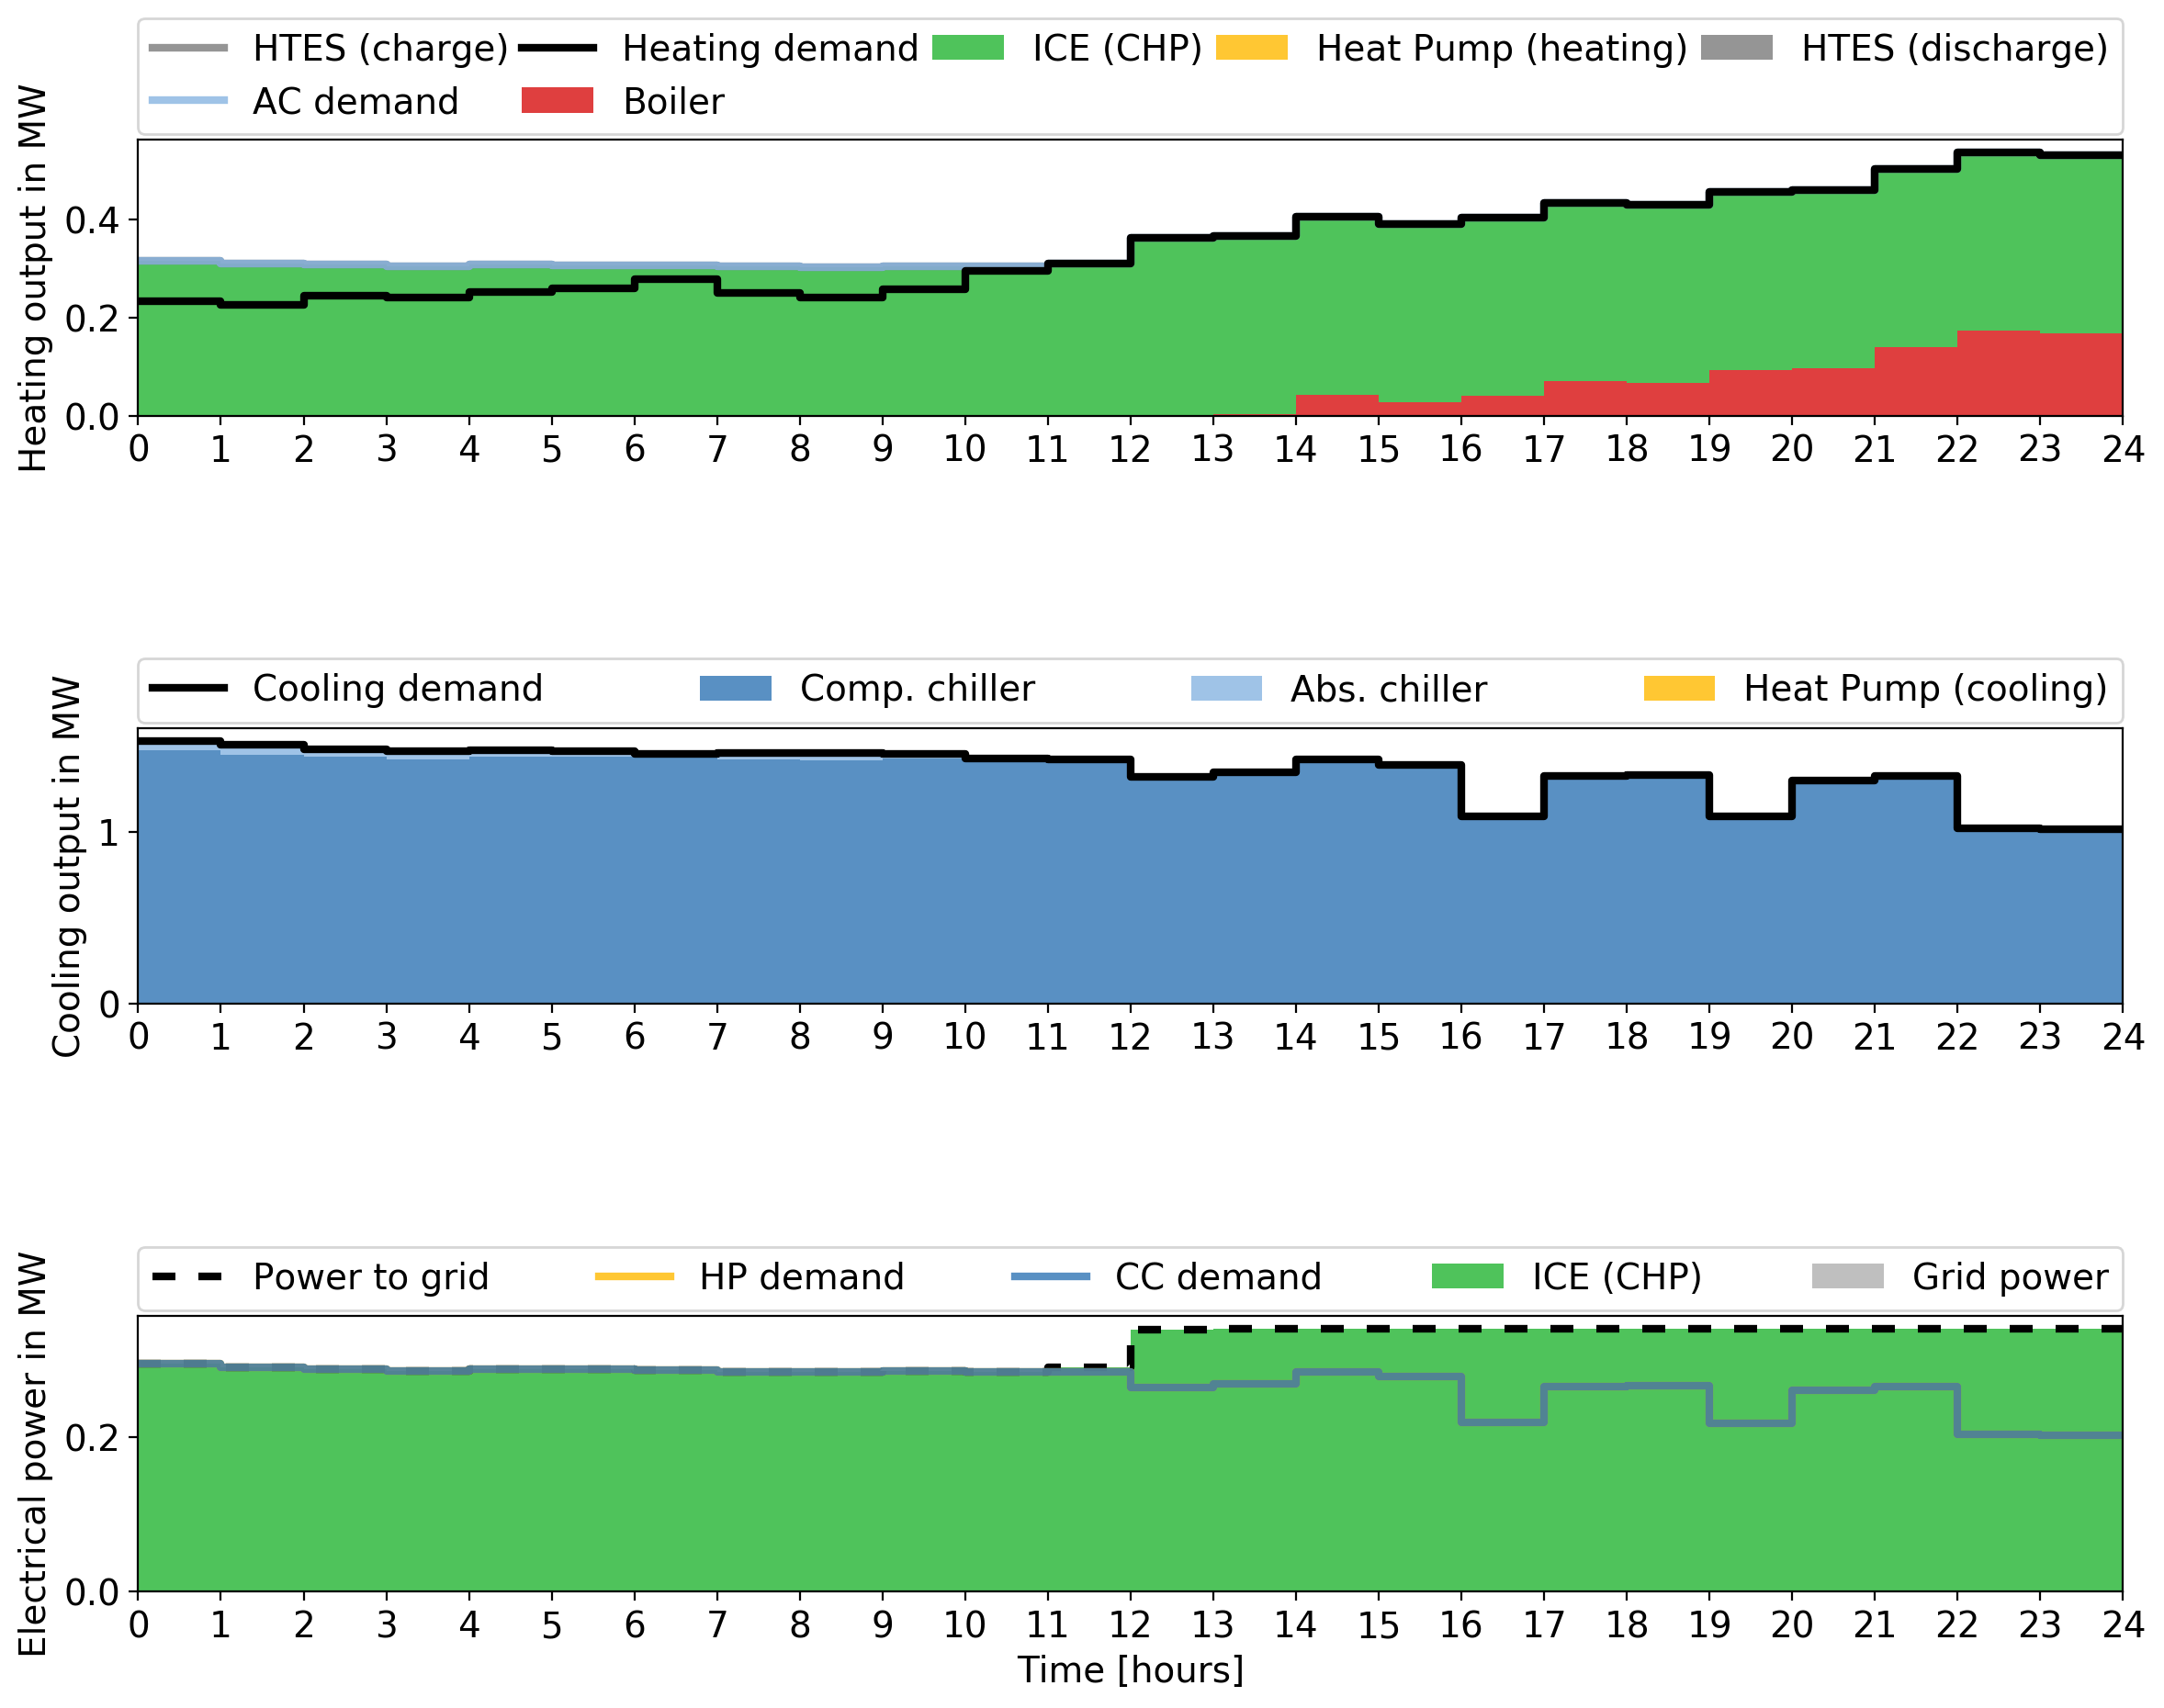 HTES (charge) Heating demand ICE (CHP) Heat Pump (heating) HTES (discharge)
AC demand Boiler
Heating output in MW
0.4
0.2
0.0
0 1 2 3 4 5 6 7 8 9 10 11 12 13 14 15 16 17 18 19 20 21 22 23 24
Cooling demand Comp. chiller Abs. chiller Heat Pump (cooling)
Cooling output in MW
1
0
0 1 2 3 4 5 6 7 8 9 10 11 12 13 14 15 16 17 18 19 20 21 22 23 24
Power to grid HP demand CC demand ICE (CHP) Grid power
Electrical power in MW
0.2
0.0
0 1 2 3 4 5 6 7 8 9 10 11 12 13 14 15 16 17 18 19 20 21 22 23 24
Time [hours]